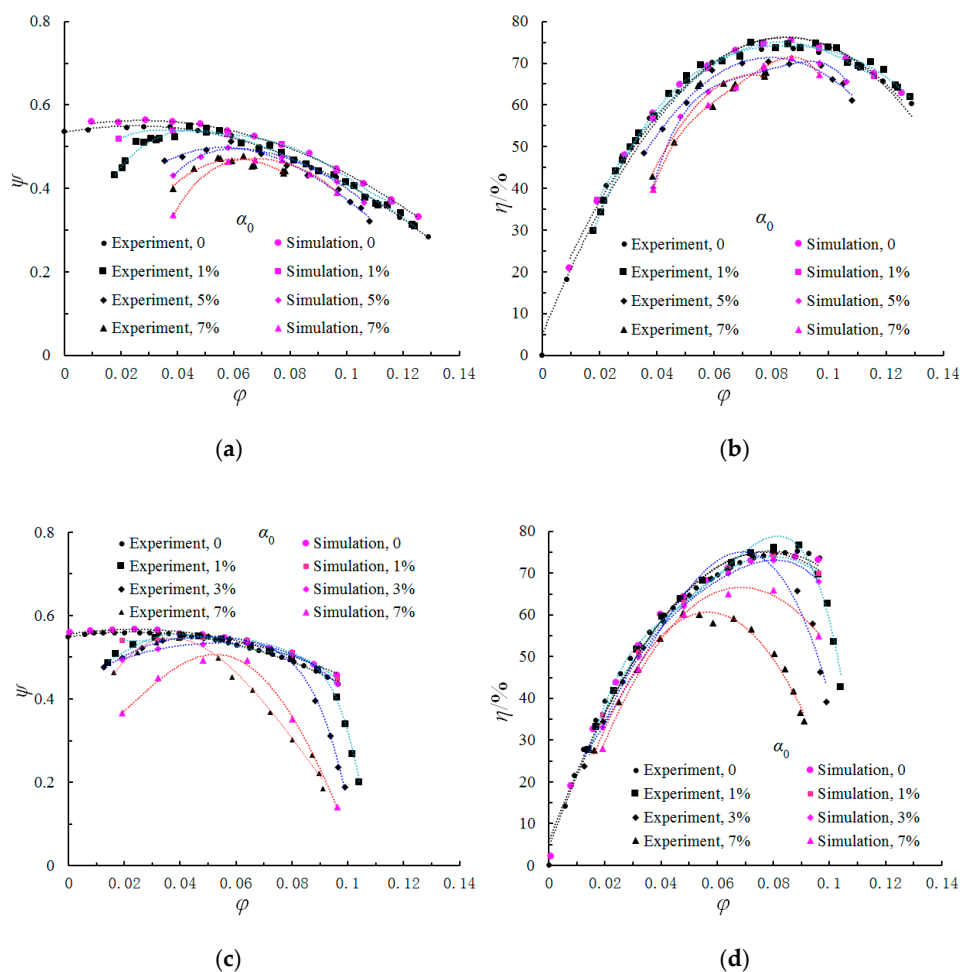 (a)
ψ
0.8
0.6
0.4
0.2
0
α0
Experiment, 0
Simulation, 0
Experiment, 1%
Simulation, 1%
Experiment, 5%
Simulation, 5%
Experiment, 7%
Simulation, 7%
0 0.02 0.04 0.06 0.08 0.1 0.12 0.14
φ
η/%
80
70
60
50
40
30
20
10
0
α0
Experiment, 0
Simulation, 0
Experiment, 1%
Simulation, 1%
Experiment, 5%
Simulation, 5%
Experiment, 7%
Simulation, 7%
0 0.02 0.04 0.06 0.08 0.1 0.12 0.14
φ
(b)
ψ
0.8
0.6
0.4
0.2
0
α0
Experiment, 0
Simulation, 0
Experiment, 1%
Simulation, 1%
Experiment, 3%
Simulation, 3%
Experiment, 7%
Simulation, 7%
0 0.02 0.04 0.06 0.08 0.1 0.12 0.14
φ
(c)
η/%
80
70
60
50
40
30
20
10
0
α0
Experiment, 0
Simulation, 0
Experiment, 1%
Simulation, 1%
Experiment, 3%
Simulation, 3%
Experiment, 7%
Simulation, 7%
0 0.02 0.04 0.06 0.08 0.1 0.12 0.14
φ
(d)